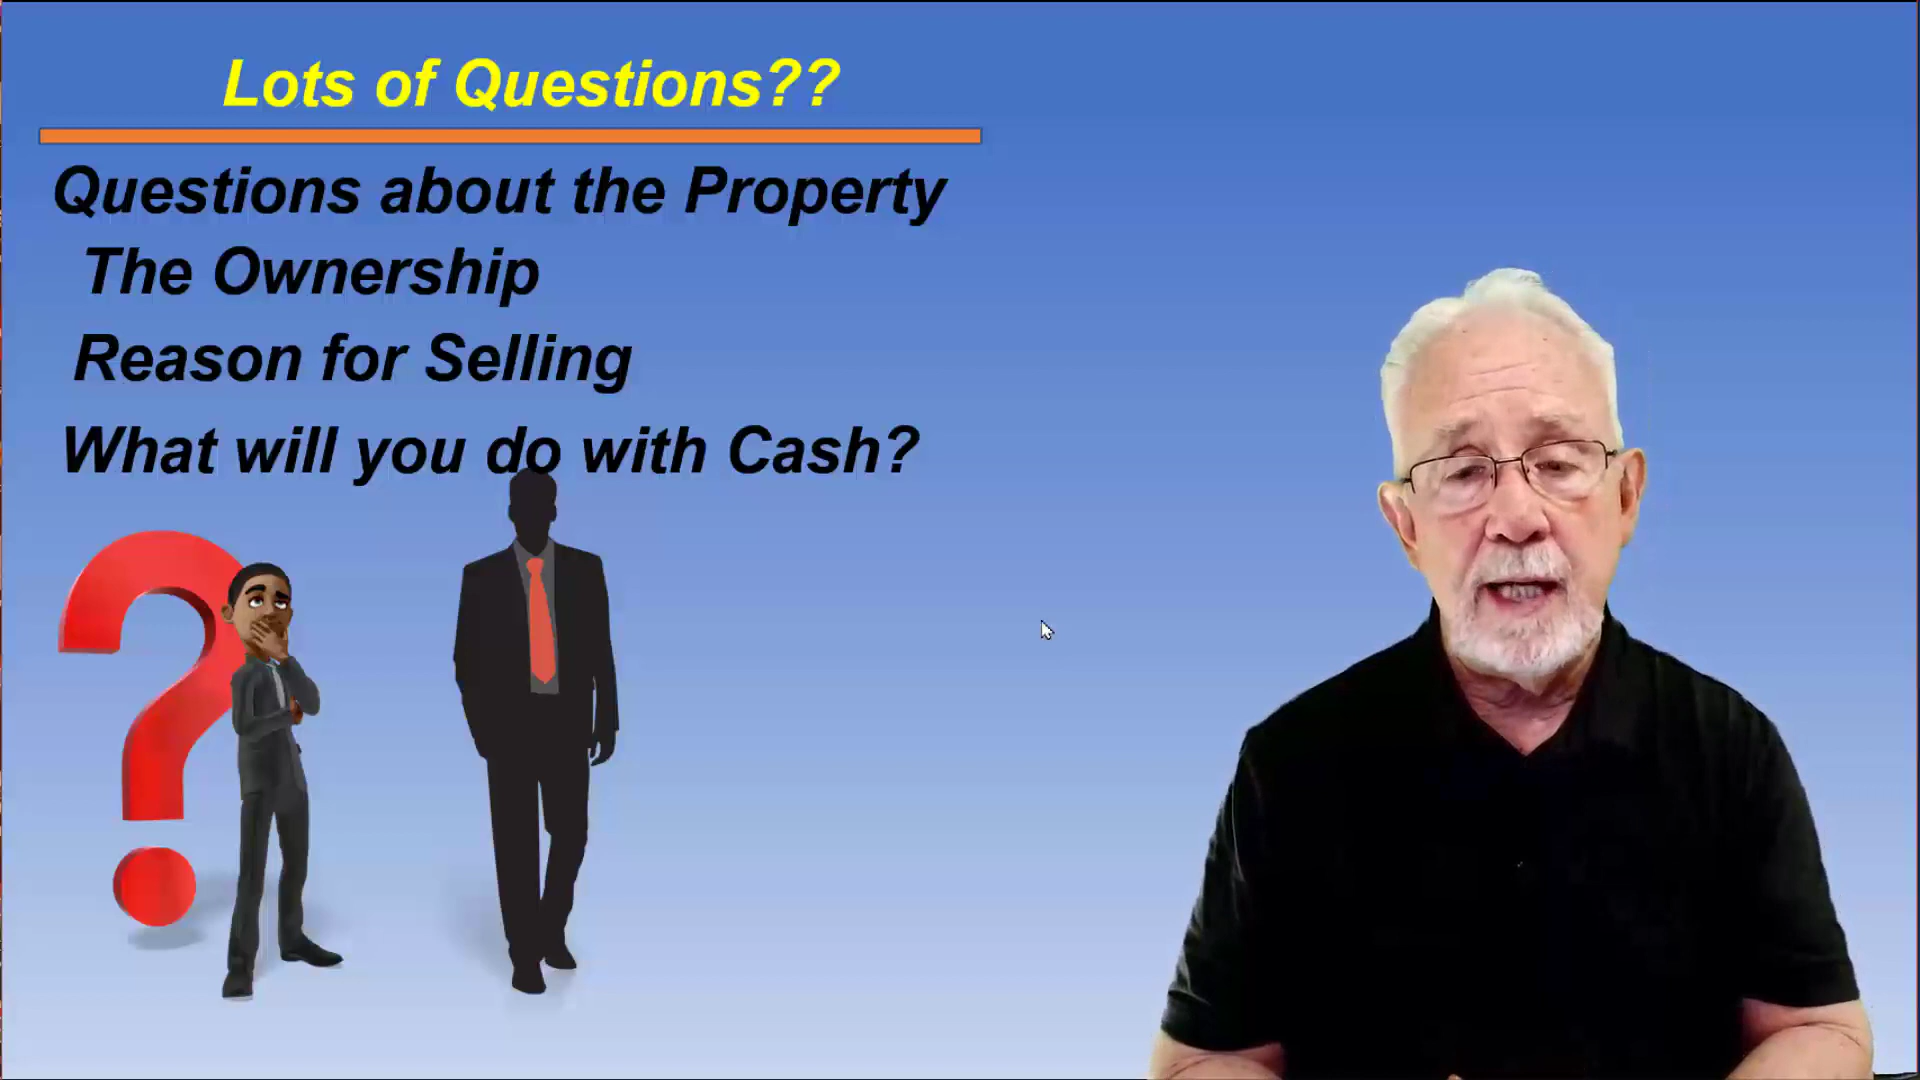 Lots of Questions??
Questions about the Property
The Ownership
Reason for Selling
What will you do with Cash?